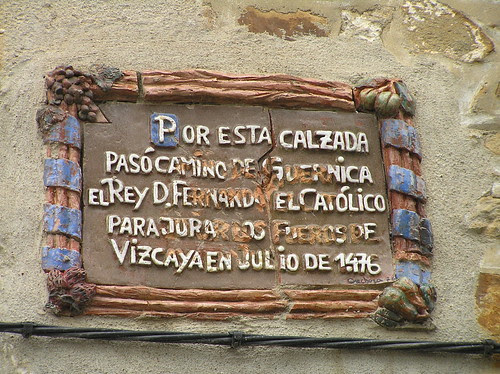 POR ESTA CALZADA
PASÓ CAMINO DE GUERNICA
EL REY D. FERNANDO EL CATÓLICO
PARA JURAR LOS FUEROS DE
VIZCAYA EN JULIO DE 1476